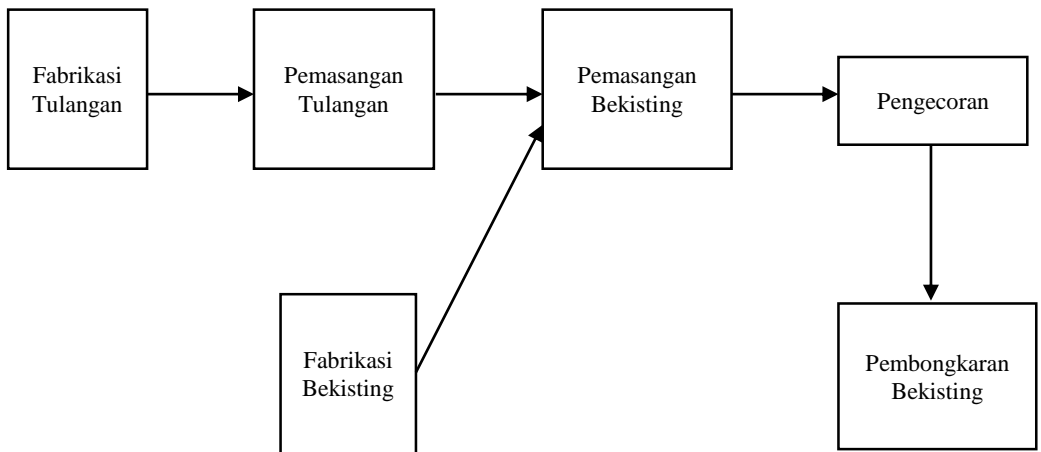 Fabrikasi
Tulangan
Pemasangan
Tulangan
Pemasangan
Bekisting
Pengecoran
Fabrikasi
Bekisting
Pembongkaran
Bekisting